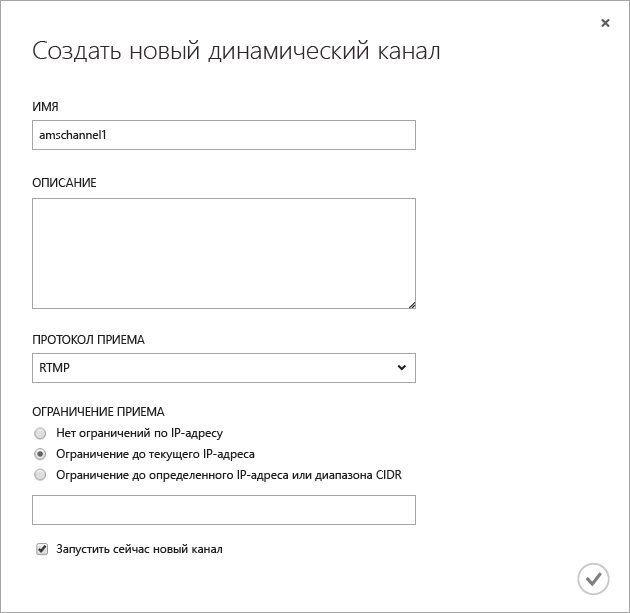 Создать новый динамический канал
ИМЯ
amschannel1
ОПИСАНИЕ
ПРОТОКОЛ ПРИЕМА
RTMP
ОГРАНИЧЕНИЕ ПРИЕМА
Нет ограничений по IP-адресу
Ограничение до текущего IP-адреса
Ограничение до определенного IP-адреса или диапазона CIDR
Запустить сейчас новый канал